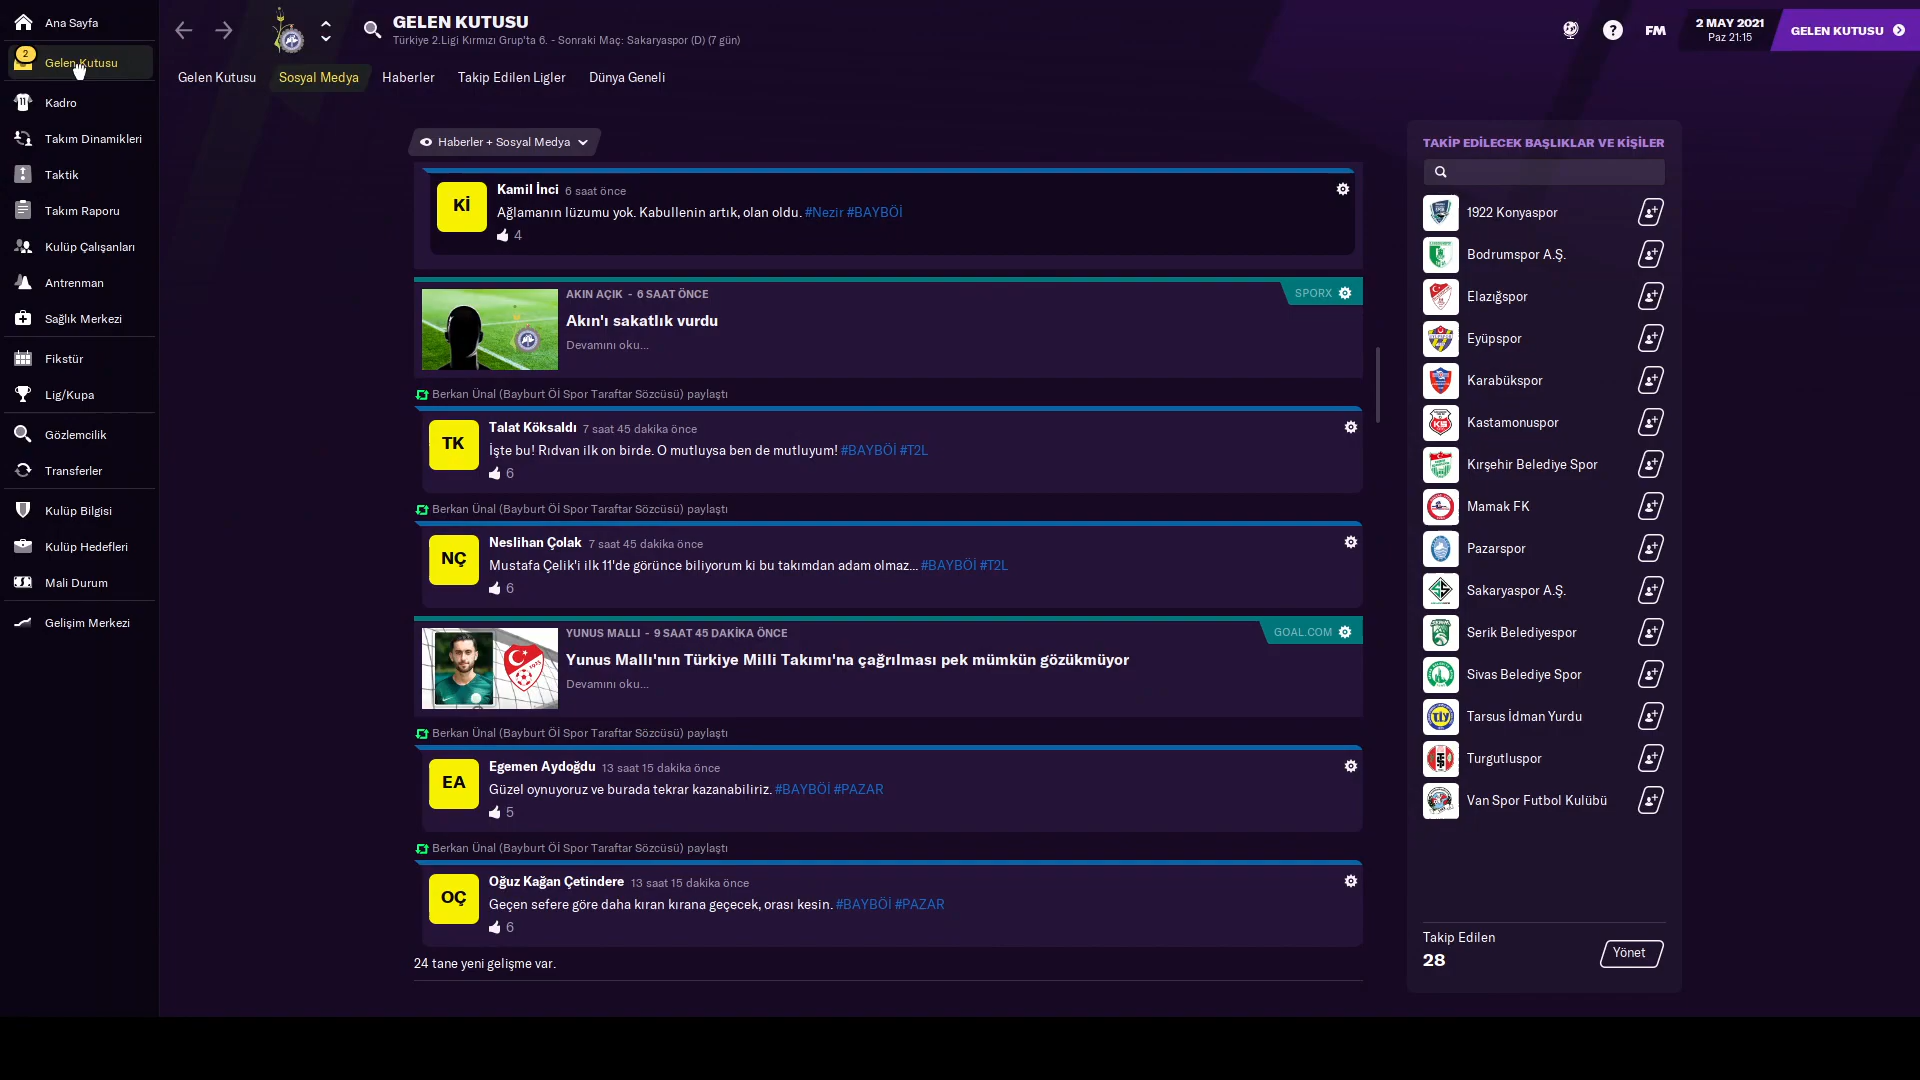 Ana Sayfa
2
Gelen Kutusu
Kadro
Takım Dinamikleri
Taktik
Takım Raporu
Kulüp Çalışanları
Antrenman
Sağlık Merkezi
Fikstür
Lig/Kupa
Gözlemcilik
Transferler
Kulüp Bilgisi
Kulüp Hedefleri
Mali Durum
Gelişim Merkezi
GELEN KUTUSU
Türkiye 2.Ligi Kırmızı Grup'ta 6. - Sonraki Maç: Sakaryaspor (D) (7 gün)
FM
2 MAY 2021
Paz 21:15
GELEN KUTUSU
Gelen Kutusu Sosyal Medya Haberler Takip Edilen Ligler Dünya Geneli
Haberler + Sosyal Medya
Kİ
Kamil İnci 6 saat önce
Ağlamanın lüzumu yok. Kabullenin artık, olan oldu. #Nezir #BAYBÖİ
4
AKIN AÇIK - 6 SAAT ÖNCE
SPORX
Akın'ı sakatlık vurdu
Devamını oku...
Berkan Ünal (Bayburt Öİ Spor Taraftar Sözcüsü) paylaştı
TK
Talat Köksaldı 7 saat 45 dakika önce
İşte bu! Rıdvan ilk on birde. O mutluysa ben de mutluyum! #BAYBÖİ #T2L
6
Berkan Ünal (Bayburt Öİ Spor Taraftar Sözcüsü) paylaştı
NÇ
Neslihan Çolak 7 saat 45 dakika önce
Mustafa Çelik'i ilk 11'de görünce biliyorum ki bu takımdan adam olmaz... #BAYBÖİ #T2L
6
YUNUS MALLI - 9 SAAT 45 DAKİKA ÖNCE
GOAL.COM
Yunus Mallı'nın Türkiye Milli Takımı'na çağrılması pek mümkün gözükmüyor
Devamını oku...
Berkan Ünal (Bayburt Öİ Spor Taraftar Sözcüsü) paylaştı
EA
Egemen Aydoğdu 13 saat 15 dakika önce
Güzel oynuyoruz ve burada tekrar kazanabiliriz. #BAYBÖİ #PAZAR
5
Berkan Ünal (Bayburt Öİ Spor Taraftar Sözcüsü) paylaştı
OÇ
Oğuz Kağan Çetindere 13 saat 15 dakika önce
Geçen sefere göre daha kıran kırana geçecek, orası kesin. #BAYBÖİ #PAZAR
6
24 tane yeni gelişme var.
TAKİP EDİLECEK BAŞLIKLAR VE KİŞİLER
1922 Konyaspor
Bodrumspor A.Ş.
Elazığspor
Eyüpspor
Karabükspor
Kastamonuspor
Kırşehir Belediye Spor
Mamak FK
Pazarspor
Sakaryaspor A.Ş.
Serik Belediyespor
Sivas Belediye Spor
Tarsus İdman Yurdu
Turgutluspor
Van Spor Futbol Kulübü
Takip Edilen
28
Yönet